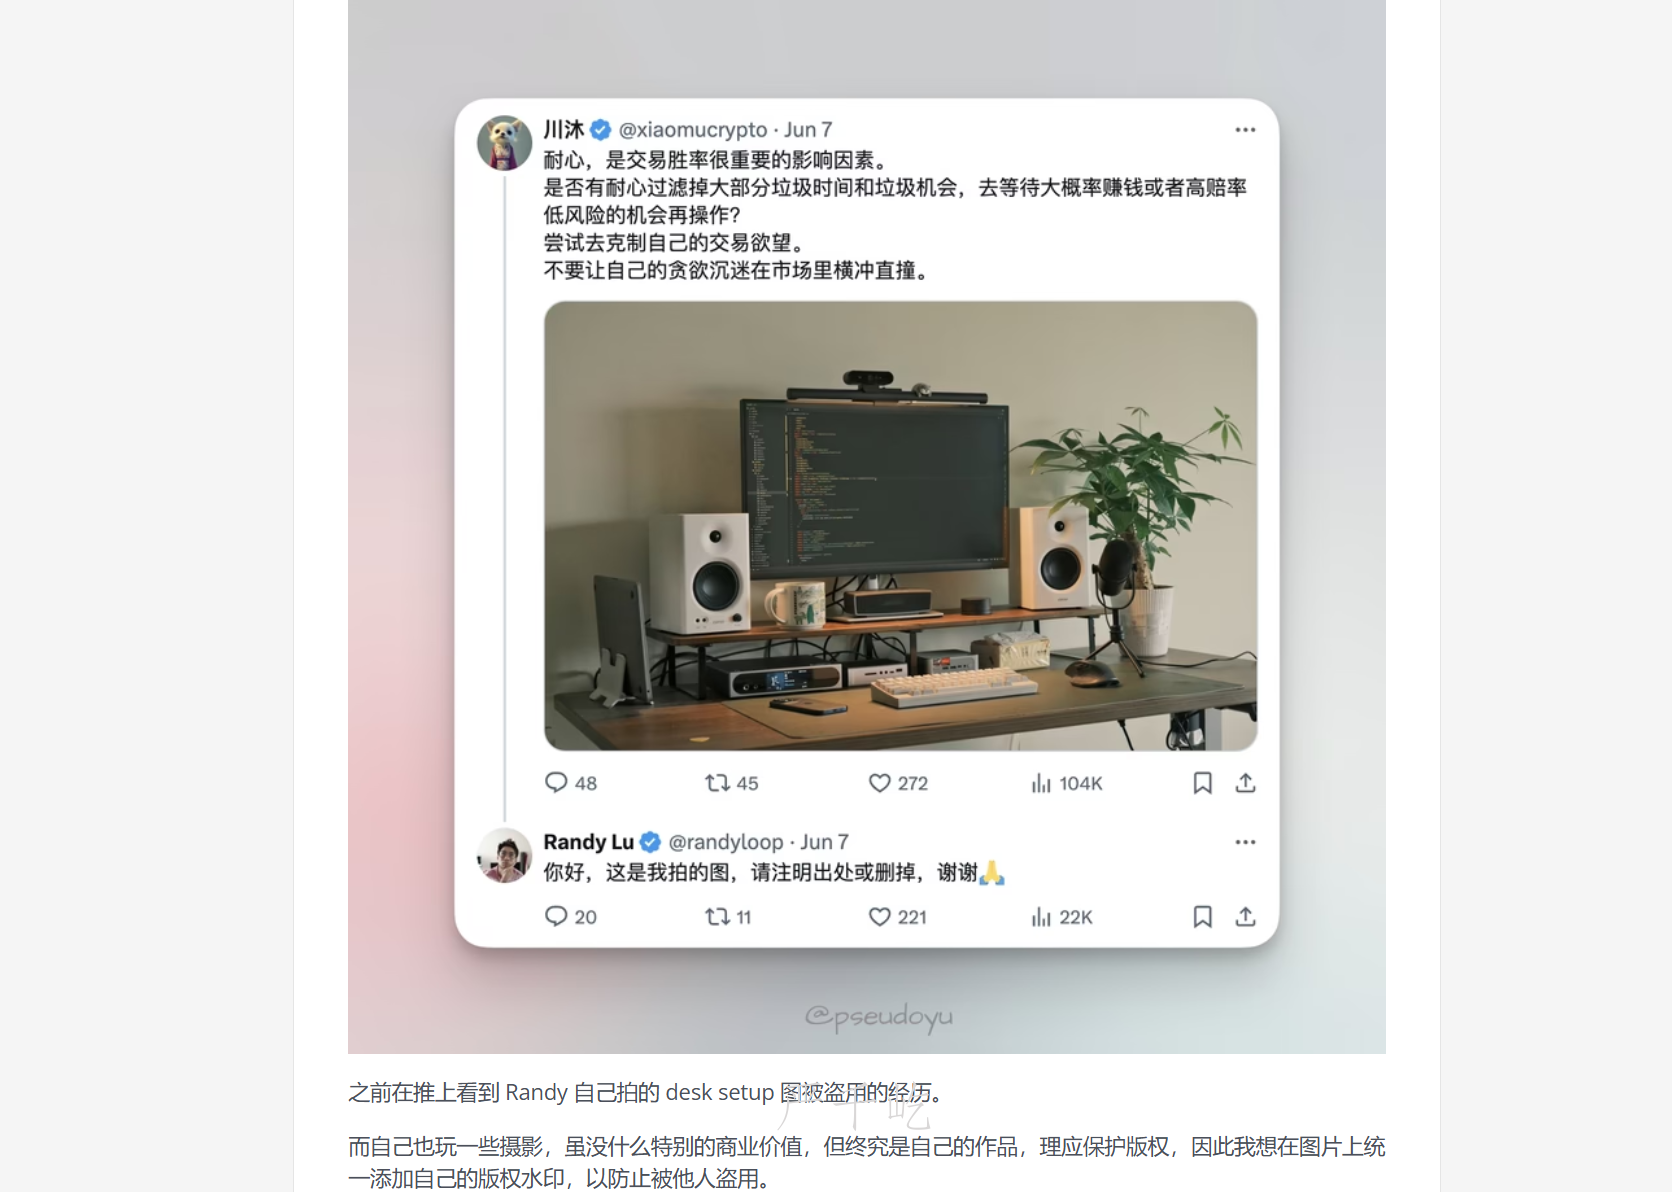 川沐 @xiaomucrypto · Jun 7
耐心，是交易胜率很重要的影响因素。
是否有耐心过滤掉大部分垃圾时间和垃圾机会，去等待大概率赚钱或者高赔率
低风险的机会再操作？
尝试去克制自己的交易欲望。
不要让自己的贪欲沉迷在市场里横冲直撞。
48 45 272 104K
Randy Lu @randyloop · Jun 7
你好，这是我拍的图，请注明出处或删掉，谢谢🙏
20 11 221 22K
@pseudoyu
之前在推上看到 Randy 自己拍的 desk setup 图被盗用的经历。
而自己也玩一些摄影，虽没什么特别的商业价值，但终究是自己的作品，理应保护版权，因此我想在图片上统
一添加自己的版权水印，以防止被他人盗用。